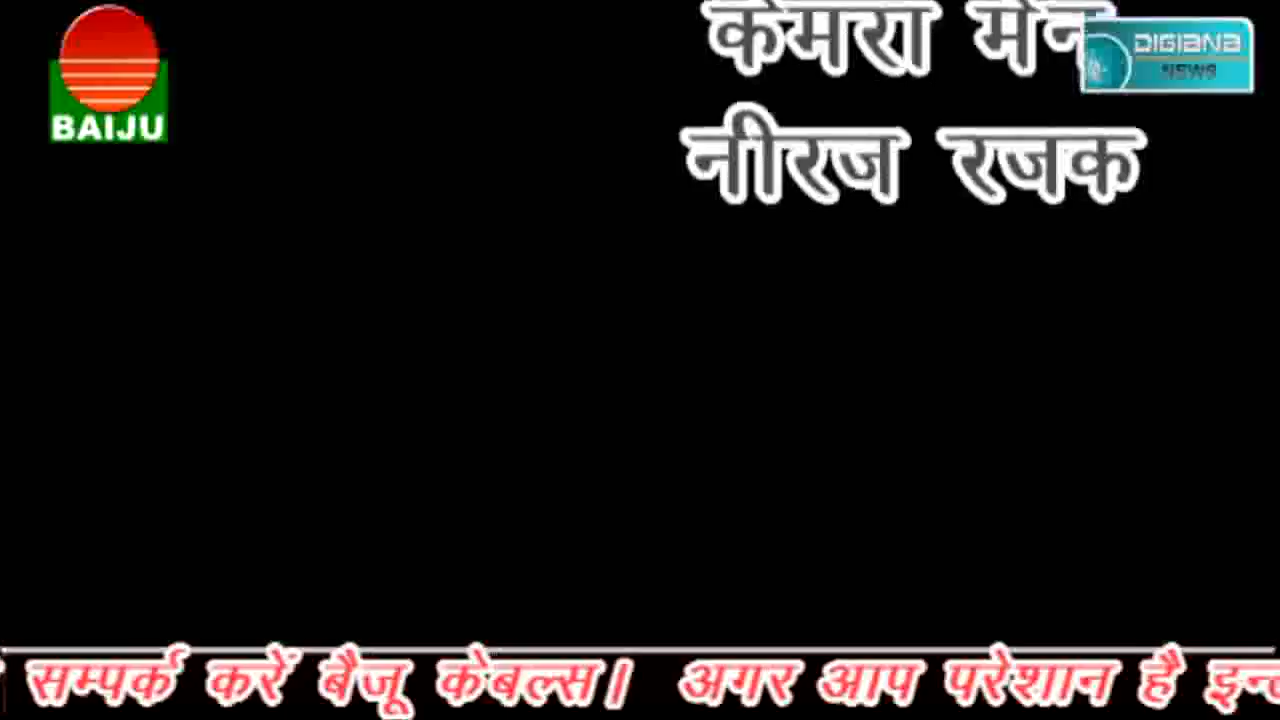 कैमरा मेन
DIGIANA
NEWS
BAIJU
नीरज रजक
सम्पर्क करें बैजू केबल्स। अगर आप परेशान है